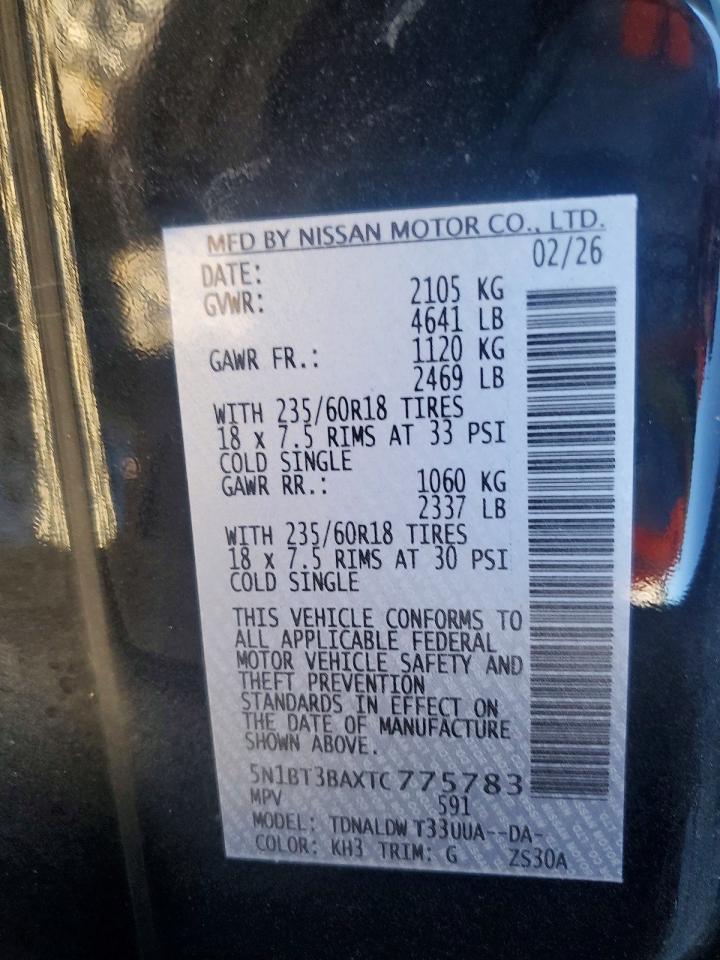 MFD BY NISSAN MOTOR CO., LTD.
DATE: 02/26
GVWR: 2105 KG
4641 LB
GAWR FR.: 1120 KG
2469 LB
WITH 235/60R18 TIRES
18 x 7.5 RIMS AT 33 PSI
COLD SINGLE
GAWR RR.: 1060 KG
2337 LB
WITH 235/60R18 TIRES
18 x 7.5 RIMS AT 30 PSI
COLD SINGLE
THIS VEHICLE CONFORMS TO
ALL APPLICABLE FEDERAL
MOTOR VEHICLE SAFETY AND
THEFT PREVENTION
STANDARDS IN EFFECT ON
THE DATE OF MANUFACTURE
SHOWN ABOVE.
5N1BT3BAXTC775783
MPV 591
MODEL: TDNALDW T33UUA--DA-
COLOR: KH3 TRIM: G ZS30A